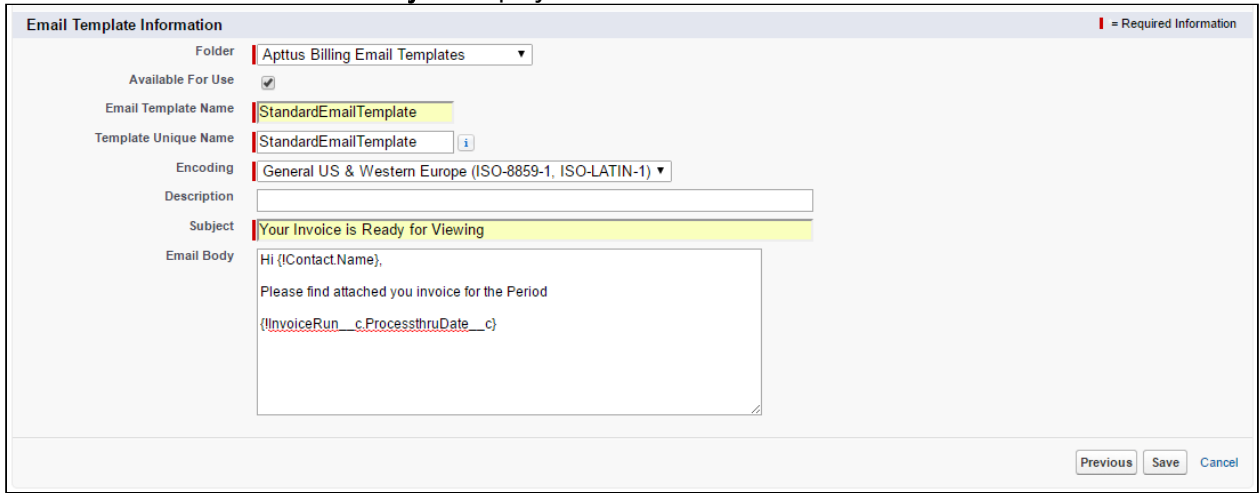 Email Template Information
= Required Information
Folder
Apttus Billing Email Templates
Available For Use
Email Template Name
StandardEmailTemplate
Template Unique Name
StandardEmailTemplate
i
Encoding
General US & Western Europe (ISO-8859-1, ISO-LATIN-1)
Description
Subject
Your Invoice is Ready for Viewing
Email Body
Hi {!Contact.Name},
Please find attached you invoice for the Period
{!InvoiceRun__c.ProcessthruDate__c}
Previous Save Cancel